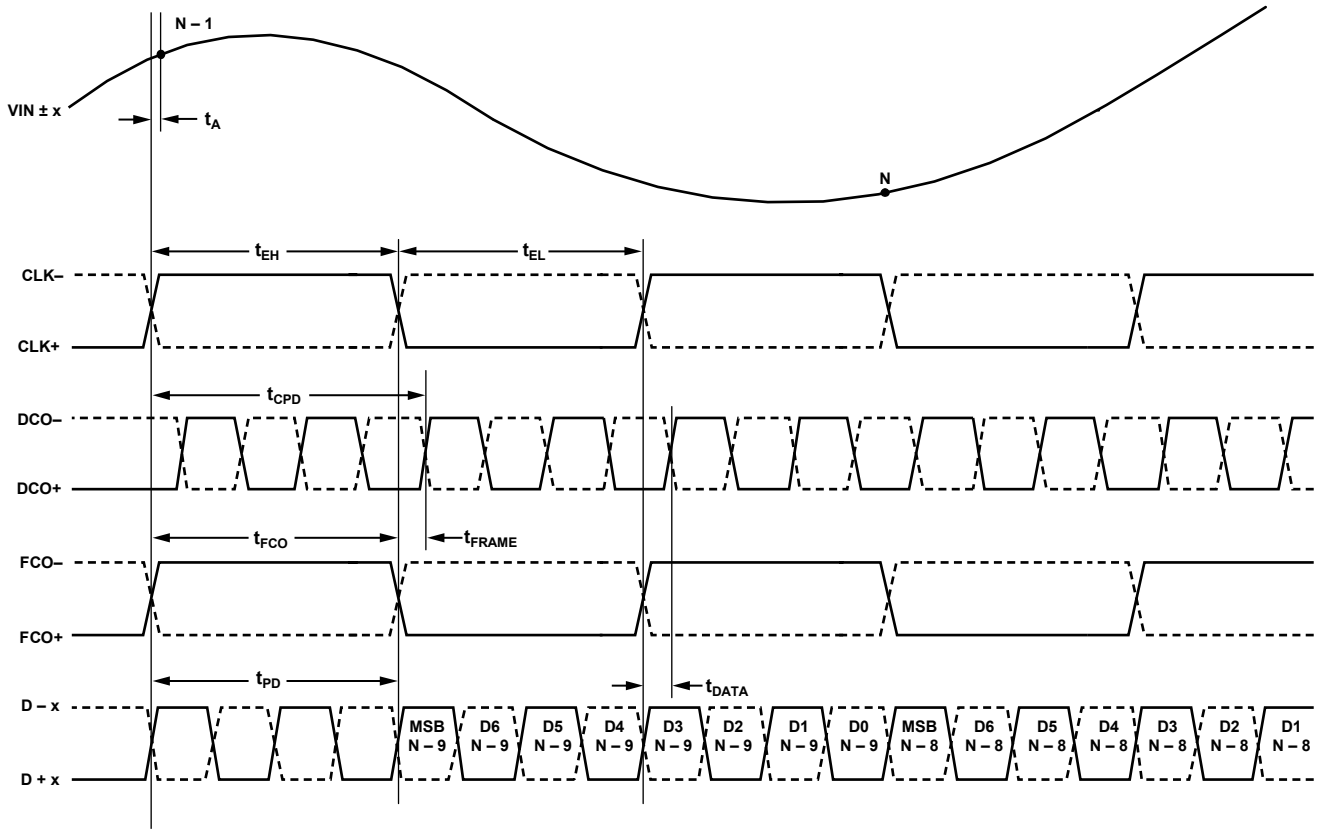 N – 1
VIN ± x
tA
N
tEH
tEL
CLK–
CLK+
tCPD
DCO–
DCO+
tFCO
tFRAME
FCO–
FCO+
tPD
tDATA
D – x
MSB N – 9
D6 N – 9
D5 N – 9
D4 N – 9
D3 N – 9
D2 N – 9
D1 N – 9
D0 N – 9
MSB N – 8
D6 N – 8
D5 N – 8
D4 N – 8
D3 N – 8
D2 N – 8
D1 N – 8
D + x